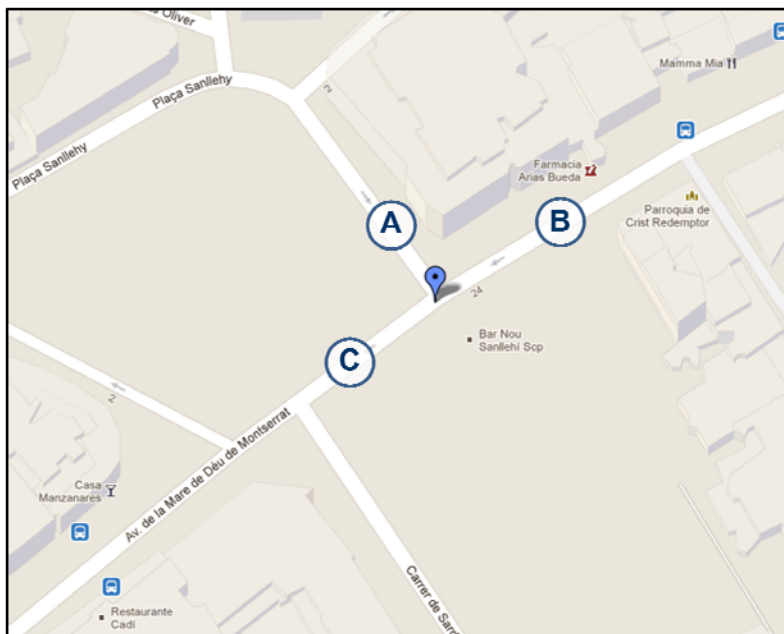 Oliver
Mamma Mia
Plaça Sanllehy
Plaça Sanllehy
2
Farmacia
Arias Bueda
Parroquia de
Crist Redemptor
A
B
24
Bar Nou
Sanllehí Scp
C
2
Av. de la Mare de Déu de Montserrat
Casa
Manzanares
Carrer de
Restaurante
Cadí